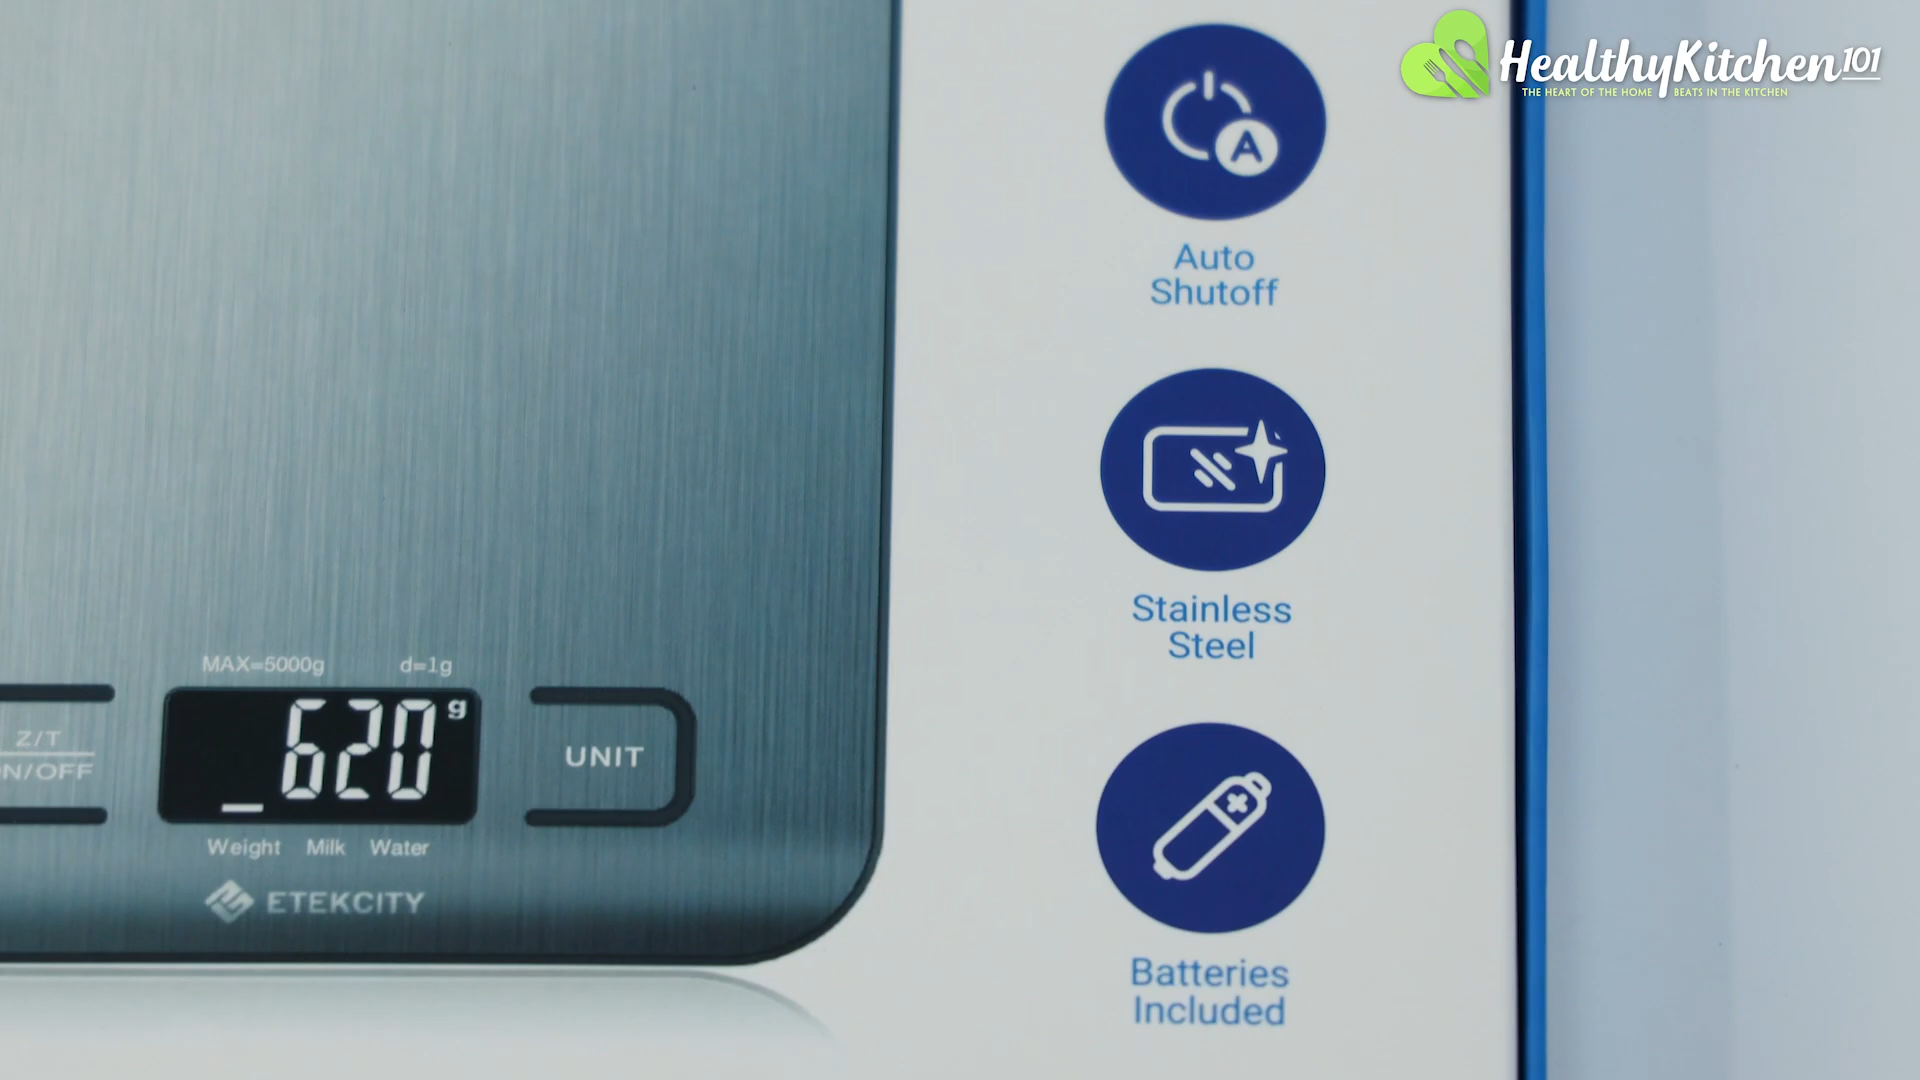 HealthyKitchen101
THE HEART OF THE HOME BEATS IN THE KITCHEN
A
Auto
Shutoff
Stainless
Steel
MAX=5000g d=1g
620g
Z/T
N/OFF
UNIT
Weight Milk Water
ETEKCITY
Batteries
Included